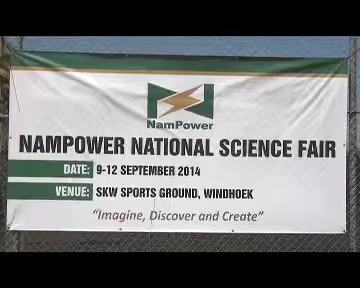 NamPower
NAMPOWER NATIONAL SCIENCE FAIR
DATE: 9-12 SEPTEMBER 2014
VENUE: SKW SPORTS GROUND, WINDHOEK
"Imagine, Discover and Create"